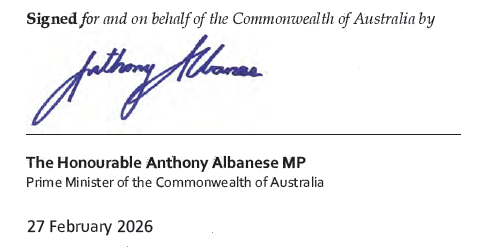 Signed for and on behalf of the Commonwealth of Australia by
Anthony Albanese
The Honourable Anthony Albanese MP
Prime Minister of the Commonwealth of Australia
27 February 2026